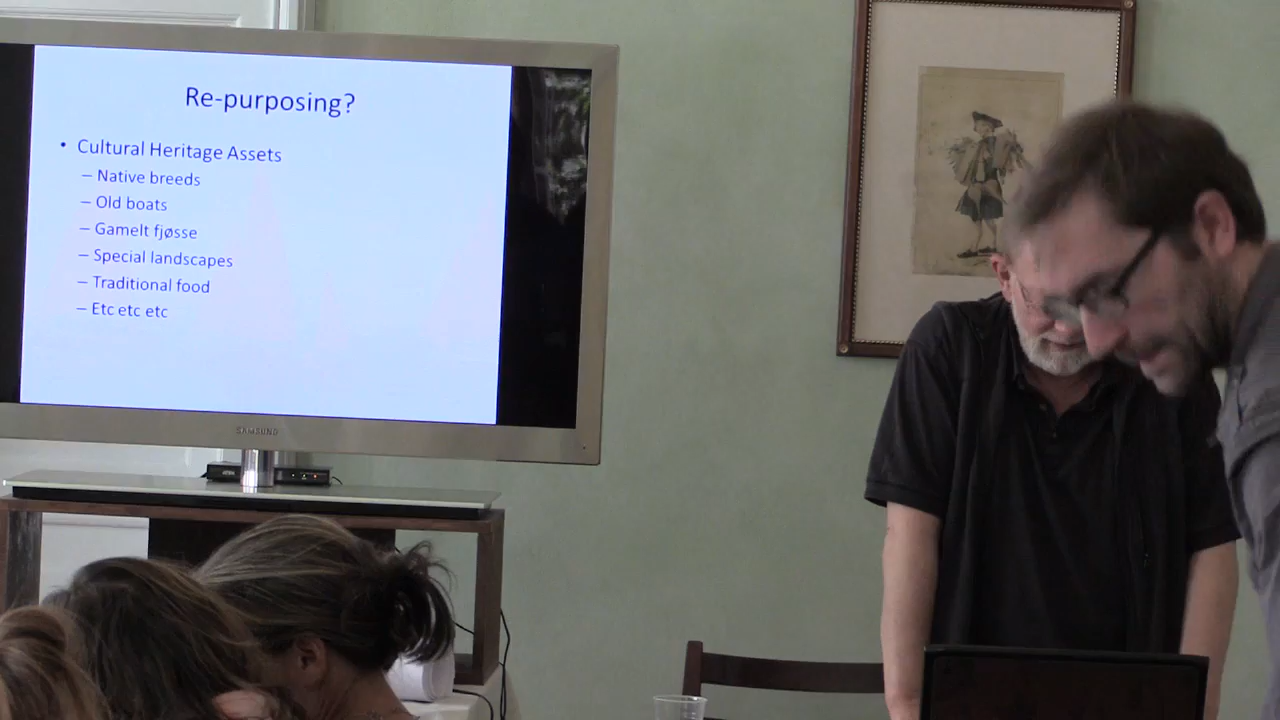 Re-purposing?
• Cultural Heritage Assets
– Native breeds
– Old boats
– Gamelt fjøsse
– Special landscapes
– Traditional food
– Etc etc etc
SAMSUNG